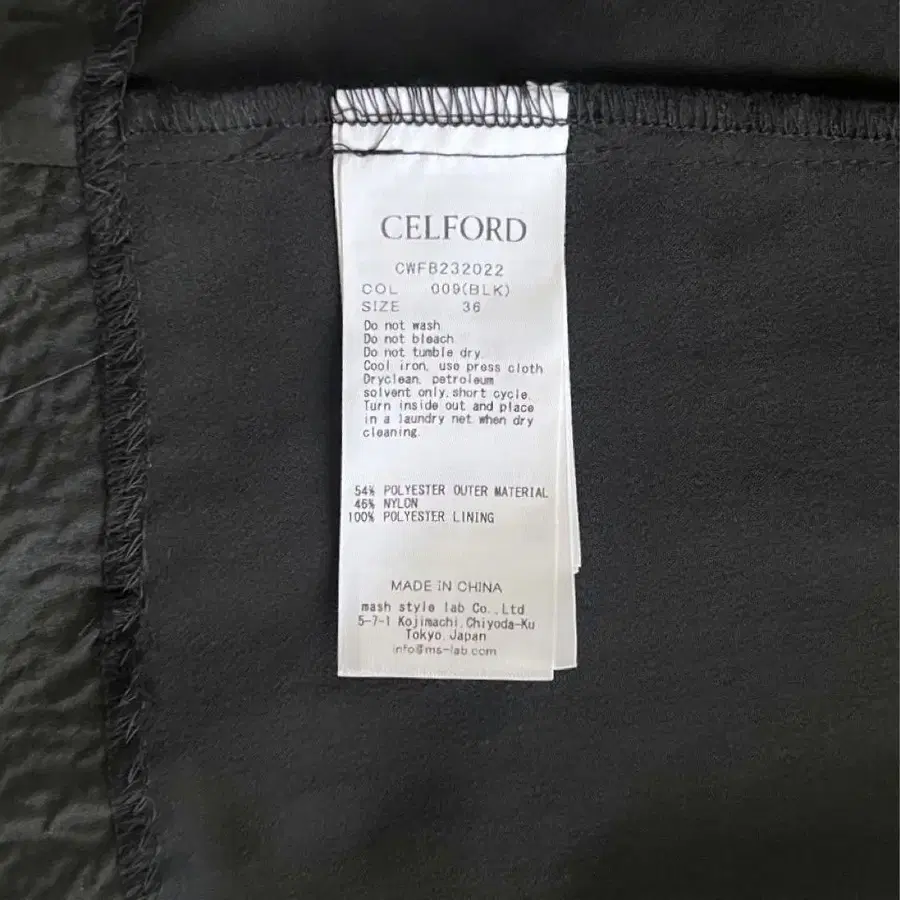 CELFORD
CWFB232022
COL 009(BLK)
SIZE 36
Do not wash
Do not bleach
Do not tumble dry.
Cool iron, use press cloth
Dryclean, petroleum
solvent only, short cycle.
Turn inside out and place
in a laundry net when dry
cleaning.
54% POLYESTER OUTER MATERIAL
46% NYLON
100% POLYESTER LINING
MADE IN CHINA
mash style lab Co., Ltd
5-7-1 Kojimachi, Chiyoda-Ku
Tokyo, Japan
info@ms-lab.com